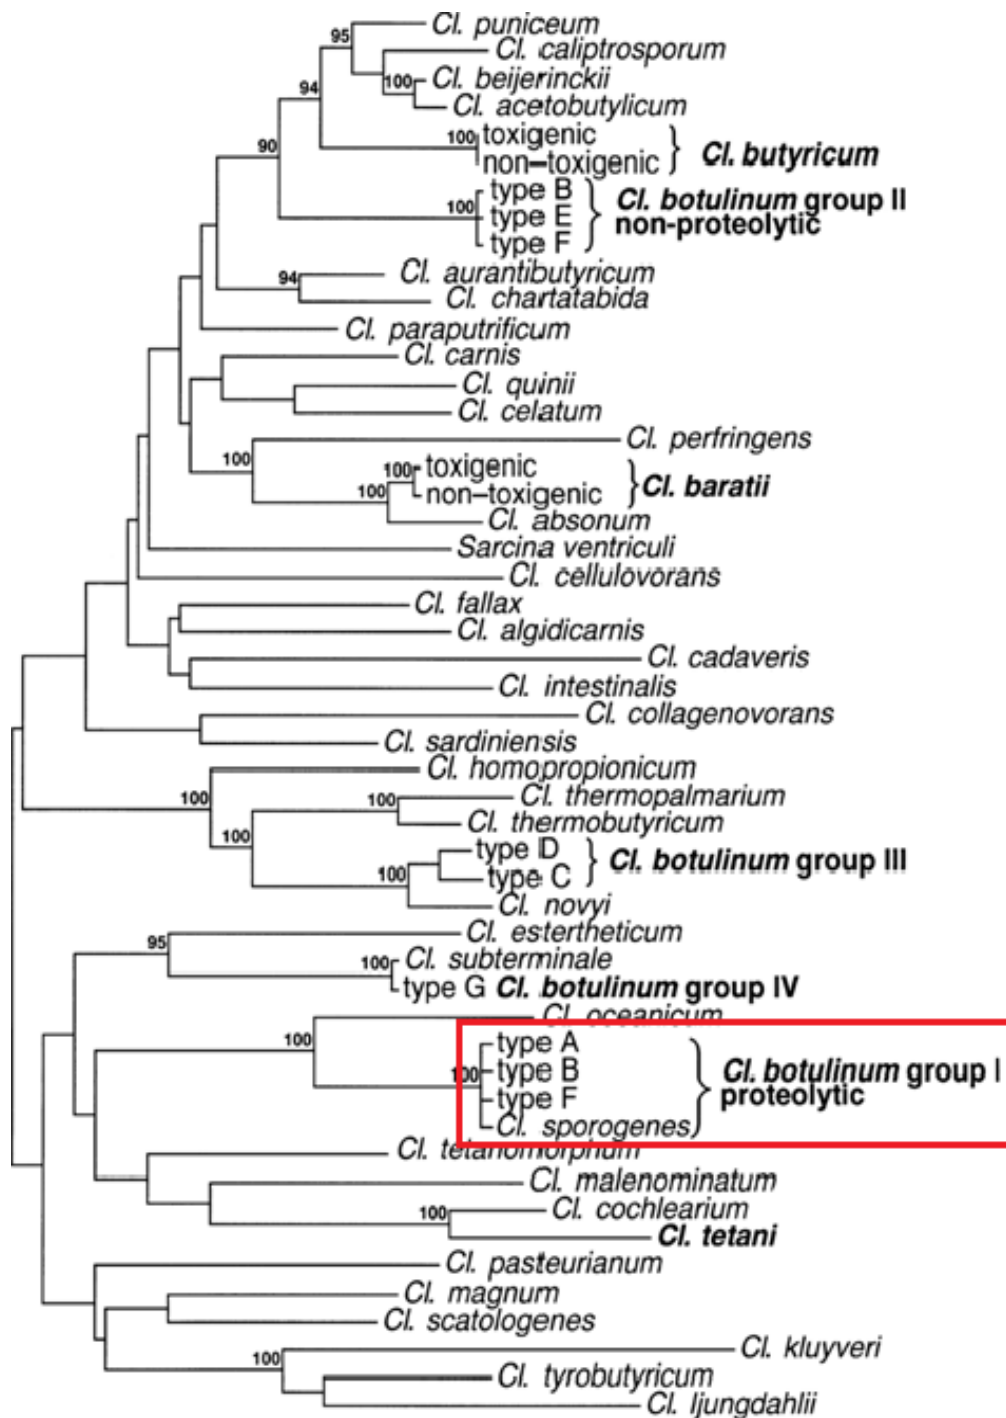 95 Cl. puniceum
Cl. caliptrosporum
100 Cl. beijerinckii
94 Cl. acetobutylicum
100 toxigenic
non-toxigenic Cl. butyricum
90
type B
100 type E Cl. botulinum group II
type F non-proteolytic
94 Cl. aurantibutyricum
Cl. chartatabida
Cl. paraputrificum
Cl. carnis
Cl. quinii
Cl. celatum
Cl. perfringens
100
100 toxigenic
100 non-toxigenic Cl. baratii
Cl. absonum
Sarcina ventriculi
Cl. cellulovorans
Cl. fallax
Cl. algidicarnis
Cl. cadaveris
Cl. intestinalis
Cl. collagenovorans
Cl. sardiniensis
Cl. homopropionicum
100 100 Cl. thermopalmarium
Cl. thermobutyricum
100
type D Cl. botulinum group III
100 type C
Cl. novyi
Cl. estertheticum
95
100 Cl. subterminale
type G Cl. botulinum group IV
Cl. oceanicum
100
type A
100 type B Cl. botulinum group I
type F proteolytic
Cl. sporogenes
Cl. tetanomorphum
Cl. malenominatum
100 Cl. cochlearium
Cl. tetani
Cl. pasteurianum
Cl. magnum
Cl. scatologenes
100 Cl. kluyveri
Cl. tyrobutyricum
Cl. ljungdahlii